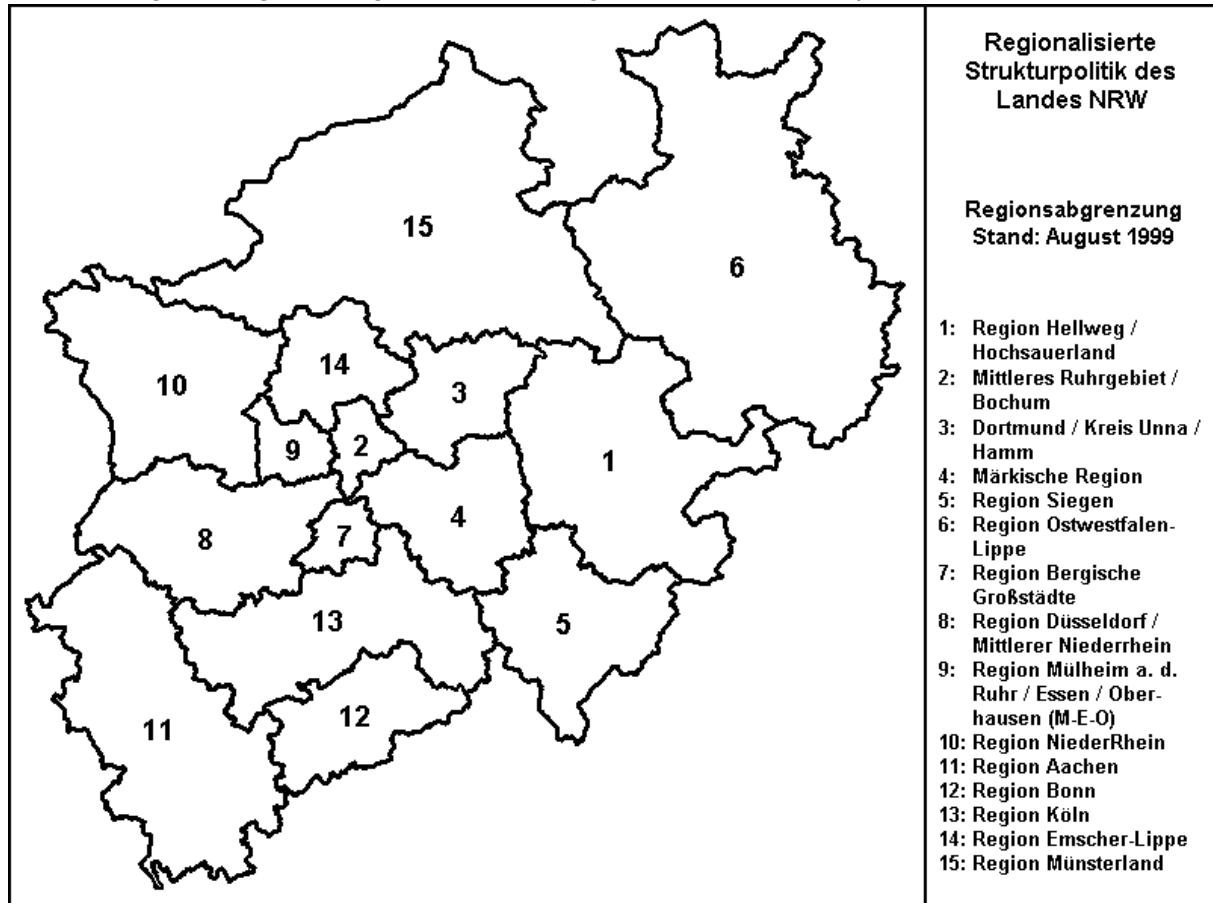 Regionalisierte
Strukturpolitik des
Landes NRW
Regionsabgrenzung
Stand: August 1999
1: Region Hellweg /
Hochsauerland
2: Mittleres Ruhrgebiet /
Bochum
3: Dortmund / Kreis Unna /
Hamm
4: Märkische Region
5: Region Siegen
6: Region Ostwestfalen-
Lippe
7: Region Bergische
Großstädte
8: Region Düsseldorf /
Mittlerer Niederrhein
9: Region Mülheim a. d.
Ruhr / Essen / Ober-
hausen (M-E-O)
10: Region NiederRhein
11: Region Aachen
12: Region Bonn
13: Region Köln
14: Region Emscher-Lippe
15: Region Münsterland
15
6
14
10
3
2
9
1
4
7
8
13
5
12
11